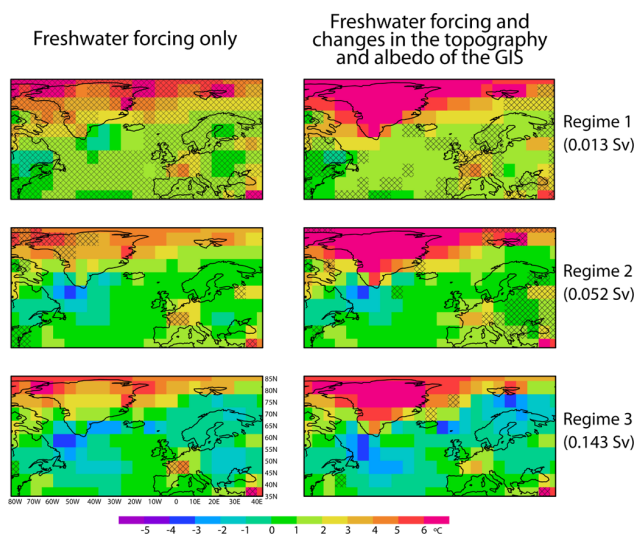 Freshwater forcing only
Freshwater forcing and
changes in the topography
and albedo of the GIS
Regime 1
(0.013 Sv)
Regime 2
(0.052 Sv)
Regime 3
(0.143 Sv)
85N
80N
75N
70N
65N
60N
55N
50N
45N
40N
35N
80W 70W 60W 50W 40W 30W 20W 10W 0 10E 20E 30E 40E
-5 -4 -3 -2 -1 0 1 2 3 4 5 6 ºC